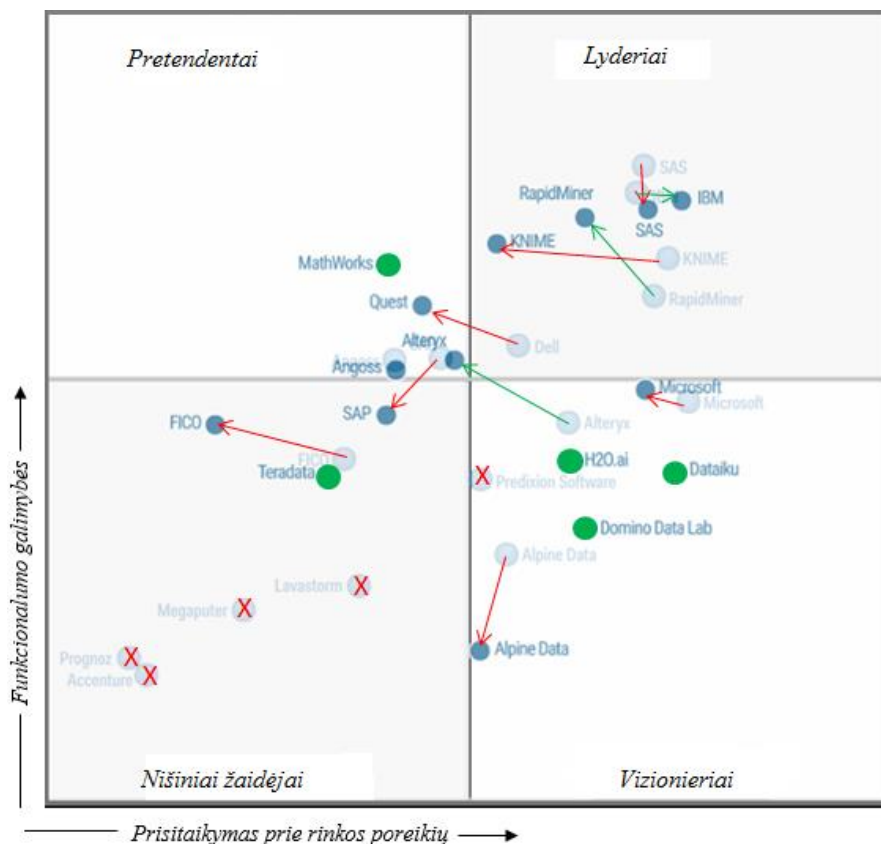 Pretendentai
Lyderiai
SAS
RapidMiner
IBM
SAS
KNIME
KNIME
MathWorks
RapidMiner
Quest
Alteryx
Dell
Angoss
Angoss
Microsoft
Microsoft
SAP
FICO
Alteryx
FICO
H2O.ai
Teradata
X
Dataiku
Predixion Software
Domino Data Lab
Alpine Data
Lavastorm
X
Megaputer
X
Alpine Data
Prognoz
X
Accenture
X
Nišiniai žaidėjai
Vizionieriai
Funkcionalumo galimybės
Prisitaikymas prie rinkos poreikių